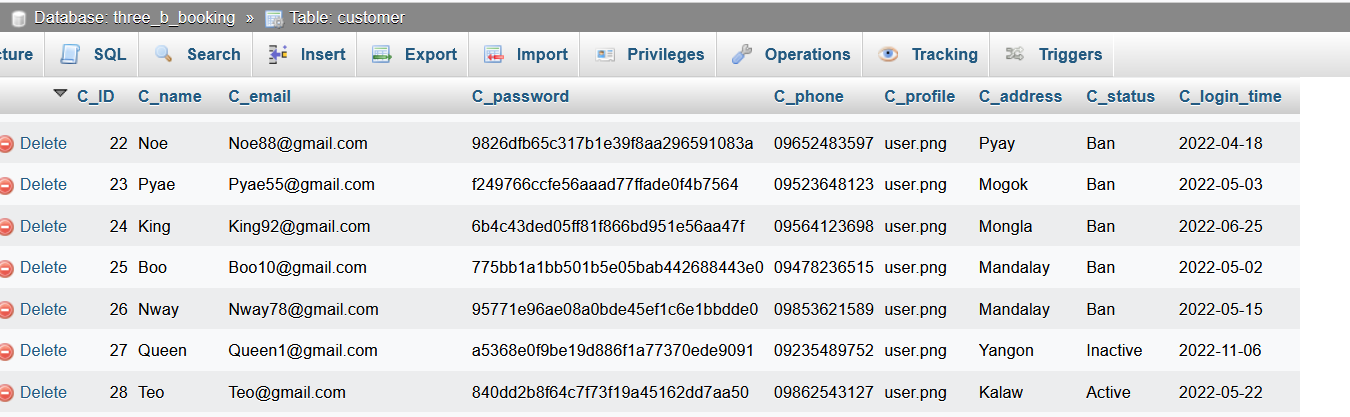 Database: three_b_booking » Table: customer
cture SQL Search Insert Export Import Privileges Operations Tracking Triggers
C_ID C_name C_email C_password C_phone C_profile C_address C_status C_login_time
Delete 22 Noe Noe88@gmail.com 9826dfb65c317b1e39f8aa296591083a 09652483597 user.png Pyay Ban 2022-04-18
Delete 23 Pyae Pyae55@gmail.com f249766ccfe56aaad77ffade0f4b7564 09523648123 user.png Mogok Ban 2022-05-03
Delete 24 King King92@gmail.com 6b4c43ded05ff81f866bd951e56aa47f 09564123698 user.png Mongla Ban 2022-06-25
Delete 25 Boo Boo10@gmail.com 775bb1a1bb501b5e05bab442688443e0 09478236515 user.png Mandalay Ban 2022-05-02
Delete 26 Nway Nway78@gmail.com 95771e96ae08a0bde45ef1c6e1bbdde0 09853621589 user.png Mandalay Ban 2022-05-15
Delete 27 Queen Queen1@gmail.com a5368e0f9be19d886f1a77370ede9091 09235489752 user.png Yangon Inactive 2022-11-06
Delete 28 Teo Teo@gmail.com 840dd2b8f64c7f73f19a45162dd7aa50 09862543127 user.png Kalaw Active 2022-05-22